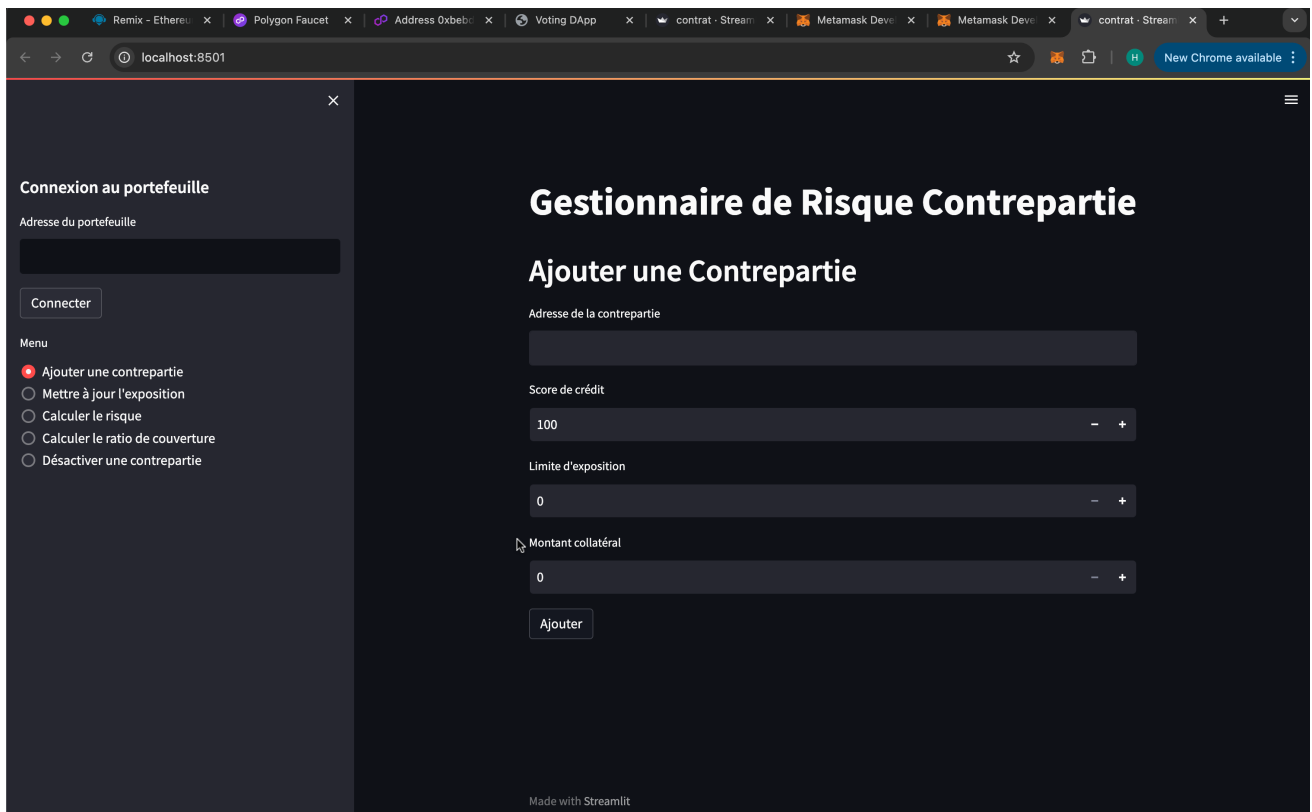 Remix - Ethereu
Polygon Faucet
Address 0xbebd
Voting DApp
contrat · Stream
Metamask Deve
Metamask Deve
contrat · Stream
localhost:8501
H
New Chrome available
Connexion au portefeuille
Adresse du portefeuille
Connecter
Menu
Ajouter une contrepartie
Mettre à jour l'exposition
Calculer le risque
Calculer le ratio de couverture
Désactiver une contrepartie
Gestionnaire de Risque Contrepartie
Ajouter une Contrepartie
Adresse de la contrepartie
Score de crédit
100
Limite d'exposition
0
Montant collatéral
0
Ajouter
Made with Streamlit